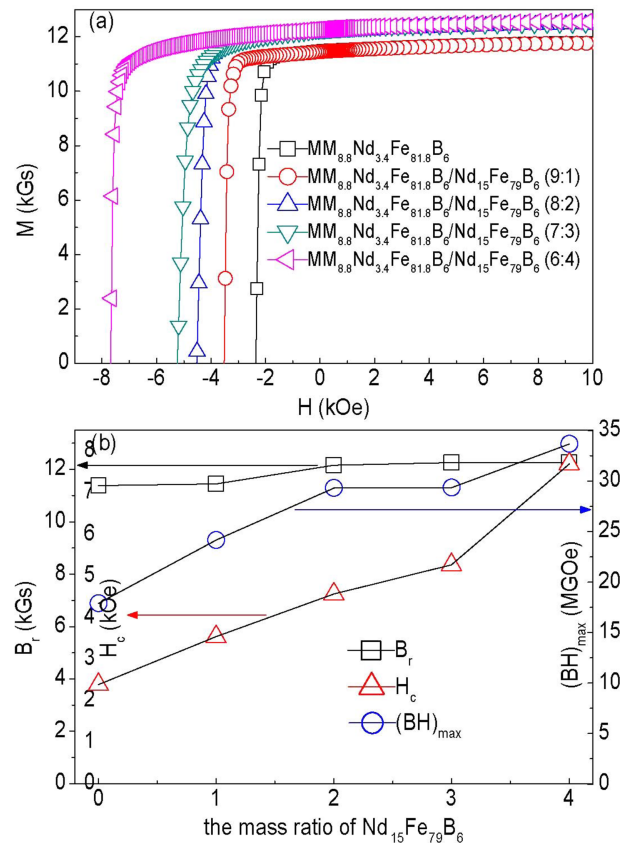 (a)
12
10
8
6
4
2
0
M (kGs)
MM8.8Nd3.4Fe81.8B6
MM8.8Nd3.4Fe81.8B6/Nd15Fe79B6 (9:1)
MM8.8Nd3.4Fe81.8B6/Nd15Fe79B6 (8:2)
MM8.8Nd3.4Fe81.8B6/Nd15Fe79B6 (7:3)
MM8.8Nd3.4Fe81.8B6/Nd15Fe79B6 (6:4)
-8 -6 -4 -2 0 2 4 6 8 10
H (kOe)
(b)
12
10
8
6
4
2
0
Br (kGs)
8
7
6
5
4
3
2
1
0
Hc (kOe)
35
30
25
20
15
10
5
0
(BH)max (MGOe)
Br
Hc
(BH)max
0 1 2 3 4
the mass ratio of Nd15Fe79B6